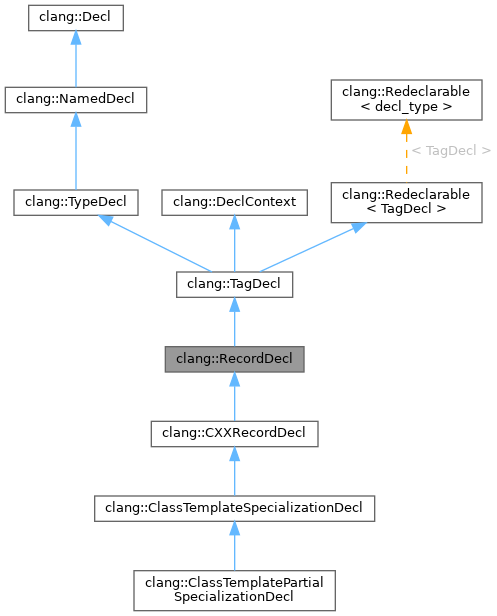 clang::Decl
clang::NamedDecl
clang::Redeclarable
< decl_type >
< TagDecl >
clang::TypeDecl
clang::DeclContext
clang::Redeclarable
< TagDecl >
clang::TagDecl
clang::RecordDecl
clang::CXXRecordDecl
clang::ClassTemplateSpecializationDecl
clang::ClassTemplatePartial
SpecializationDecl